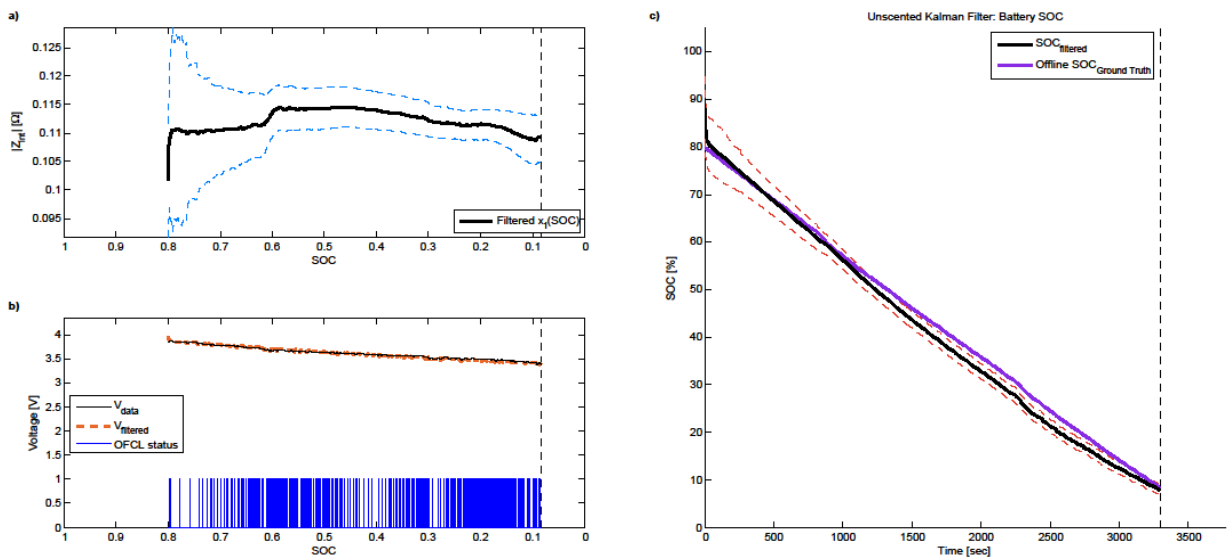 a)
0.125
0.12
0.115
0.11
0.105
0.1
0.095
|Z_int| [Ω]
Filtered x_1(SOC)
1 0.9 0.8 0.7 0.6 0.5 0.4 0.3 0.2 0.1 0
SOC
b)
4
3.5
3
2.5
2
1.5
1
0.5
0
Voltage [V]
V_data
V_filtered
OFCL status
1 0.9 0.8 0.7 0.6 0.5 0.4 0.3 0.2 0.1 0
SOC
c)
Unscented Kalman Filter: Battery SOC
SOC_filtered
Offline SOC_Ground Truth
100
90
80
70
60
50
40
30
20
10
0
SOC [%]
0 500 1000 1500 2000 2500 3000 3500
Time [sec]